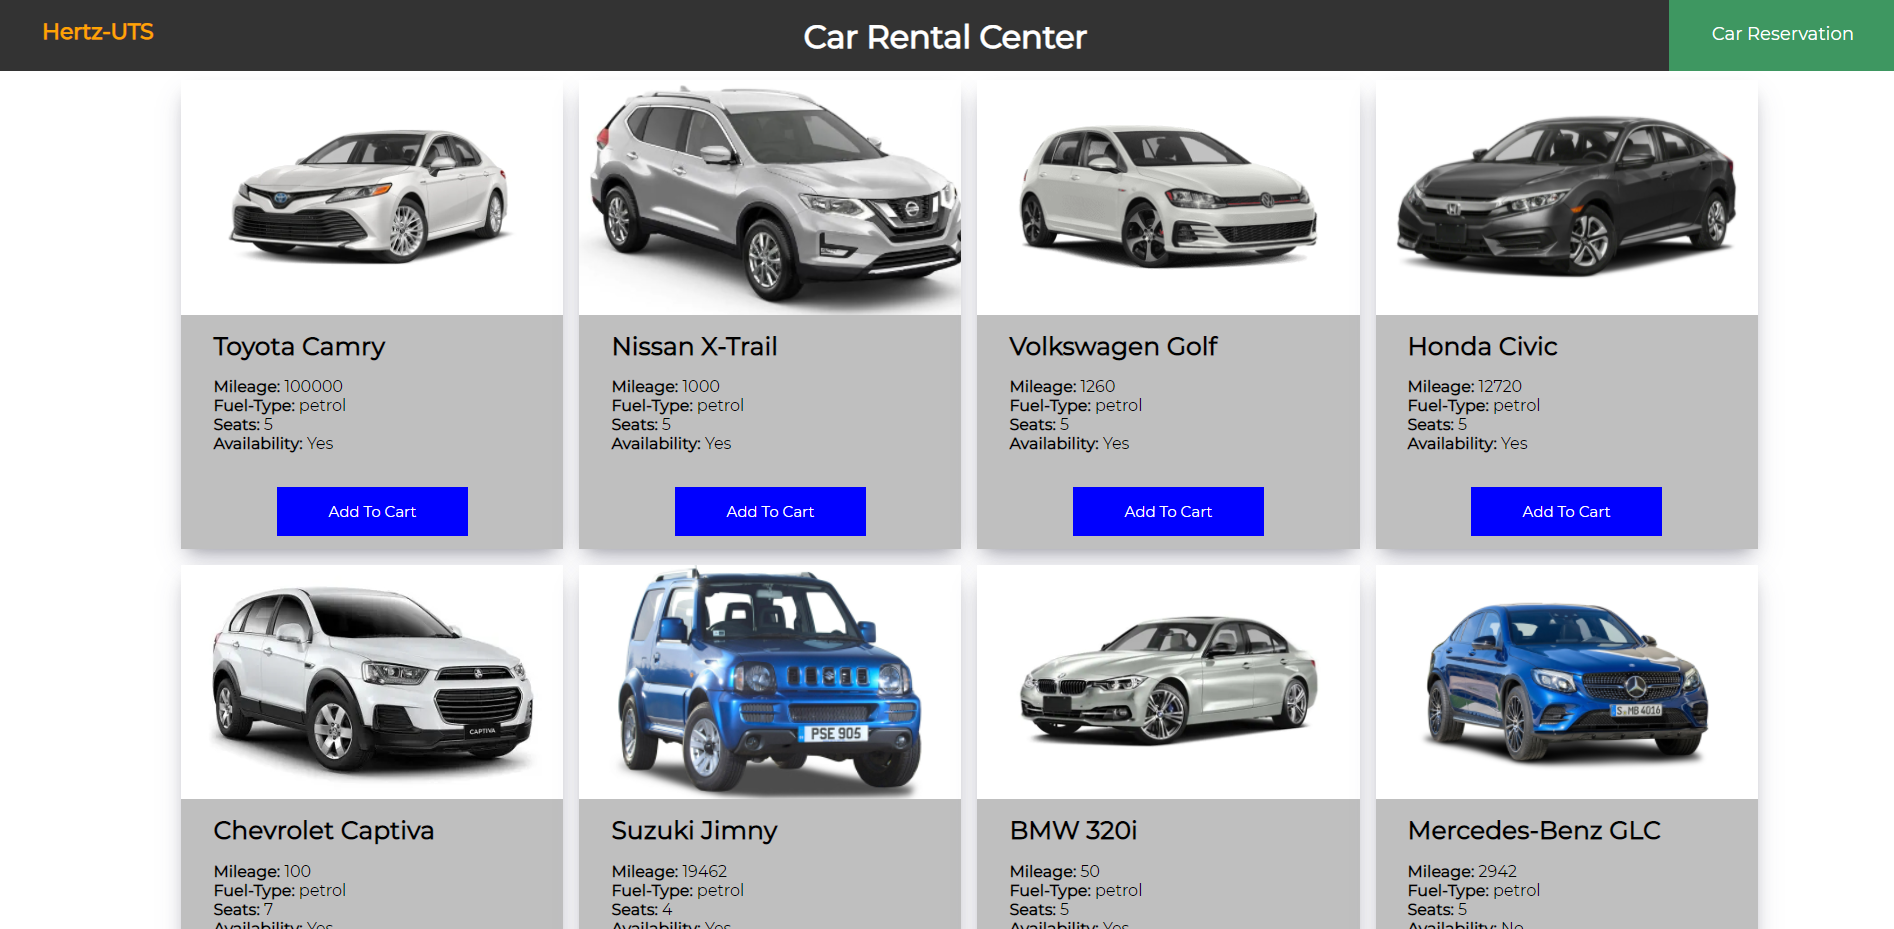 Hertz-UTS
Car Rental Center
Car Reservation
Toyota Camry
Mileage: 100000
Fuel-Type: petrol
Seats: 5
Availability: Yes
Add To Cart
Nissan X-Trail
Mileage: 1000
Fuel-Type: petrol
Seats: 5
Availability: Yes
Add To Cart
Volkswagen Golf
Mileage: 1260
Fuel-Type: petrol
Seats: 5
Availability: Yes
Add To Cart
Honda Civic
Mileage: 12720
Fuel-Type: petrol
Seats: 5
Availability: Yes
Add To Cart
CAPTIVA
Chevrolet Captiva
Mileage: 100
Fuel-Type: petrol
Seats: 7
Availability: Yes
PSE 905
Suzuki Jimny
Mileage: 19462
Fuel-Type: petrol
Seats: 4
Availability: Yes
BMW 320i
Mileage: 50
Fuel-Type: petrol
Seats: 5
Availability: Yes
S MB 4016
Mercedes-Benz GLC
Mileage: 2942
Fuel-Type: petrol
Seats: 5
Availability: No